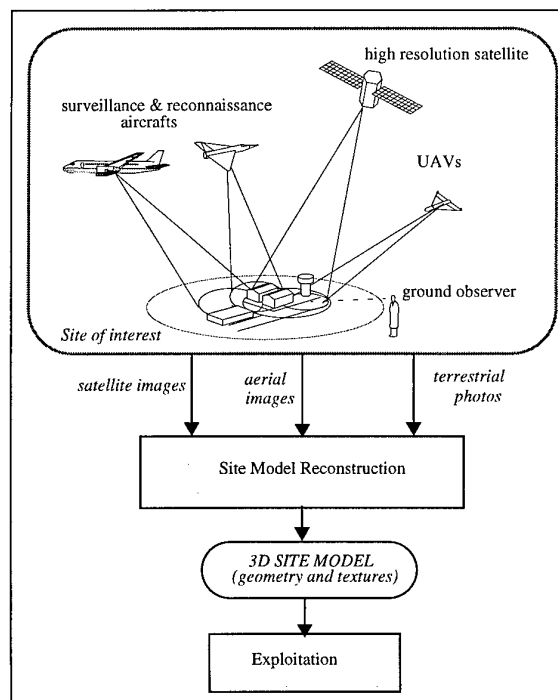 high resolution satellite
surveillance & reconnaissance
aircrafts
UAVs
ground observer
Site of interest
satellite images
aerial
images
terrestrial
photos
Site Model Reconstruction
3D SITE MODEL
(geometry and textures)
Exploitation